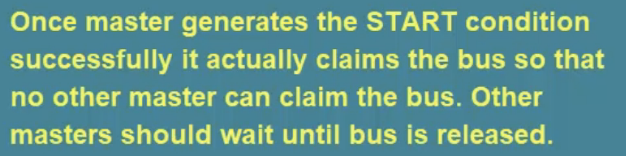 Once master generates the START condition
successfully it actually claims the bus so that
no other master can claim the bus. Other
masters should wait until bus is released.